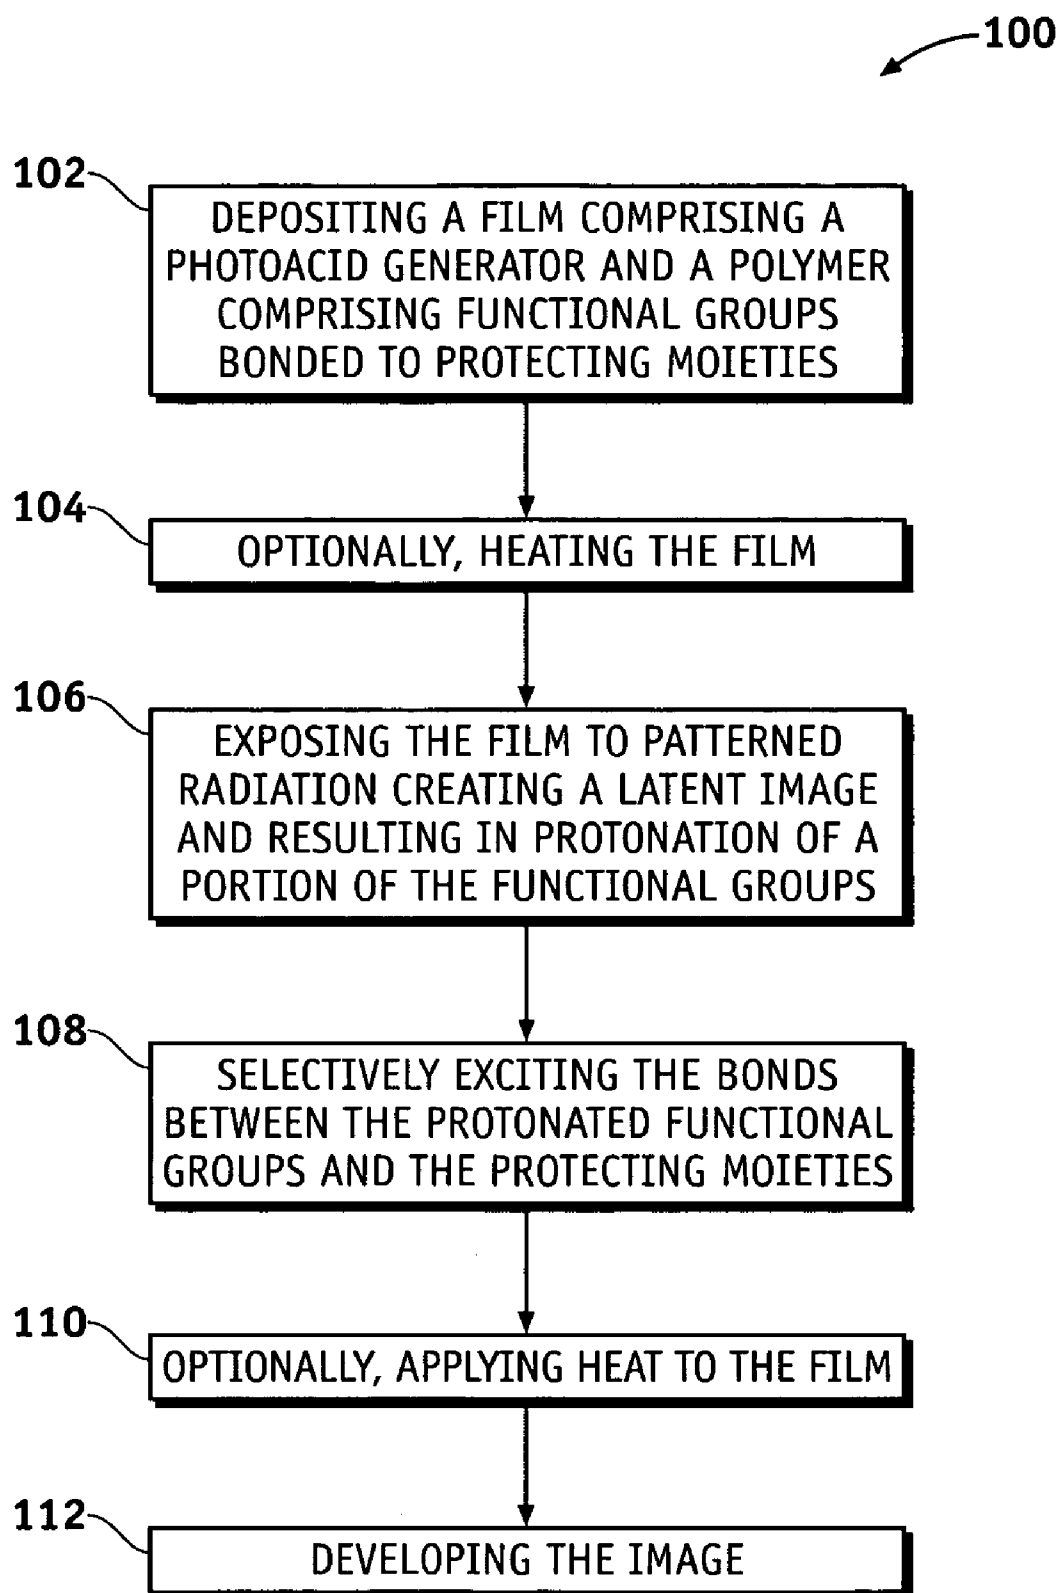 100
102
DEPOSITING A FILM COMPRISING A
PHOTOACID GENERATOR AND A POLYMER
COMPRISING FUNCTIONAL GROUPS
BONDED TO PROTECTING MOIETIES
104
OPTIONALLY, HEATING THE FILM
106
EXPOSING THE FILM TO PATTERNED
RADIATION CREATING A LATENT IMAGE
AND RESULTING IN PROTONATION OF A
PORTION OF THE FUNCTIONAL GROUPS
108
SELECTIVELY EXCITING THE BONDS
BETWEEN THE PROTONATED FUNCTIONAL
GROUPS AND THE PROTECTING MOIETIES
110
OPTIONALLY, APPLYING HEAT TO THE FILM
112
DEVELOPING THE IMAGE